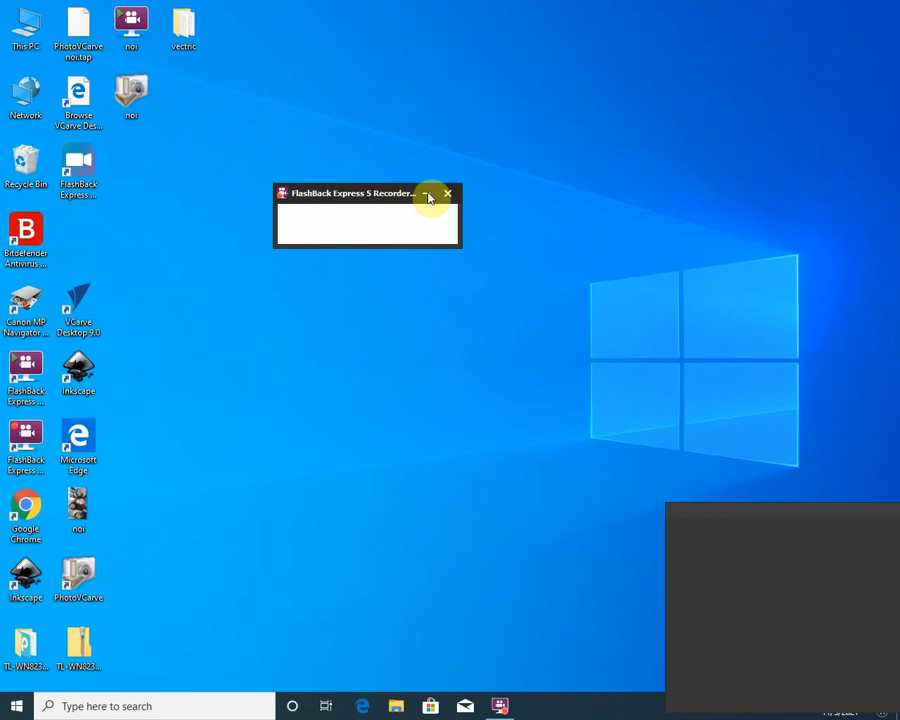 This PC
PhotoVCarve
noi.tap
noi
vectric
Network
Browse
VCarve Des...
noi
Recycle Bin
FlashBack
Express ...
FlashBack Express 5 Recorder...
Bitdefender
Antivirus ...
Canon MP
Navigator ...
VCarve
Desktop 9.0
FlashBack
Express ...
Inkscape
FlashBack
Express ...
Microsoft
Edge
Google
Chrome
noi
Inkscape
PhotoVCarve
TL-WN823...
TL-WN823...
Type here to search